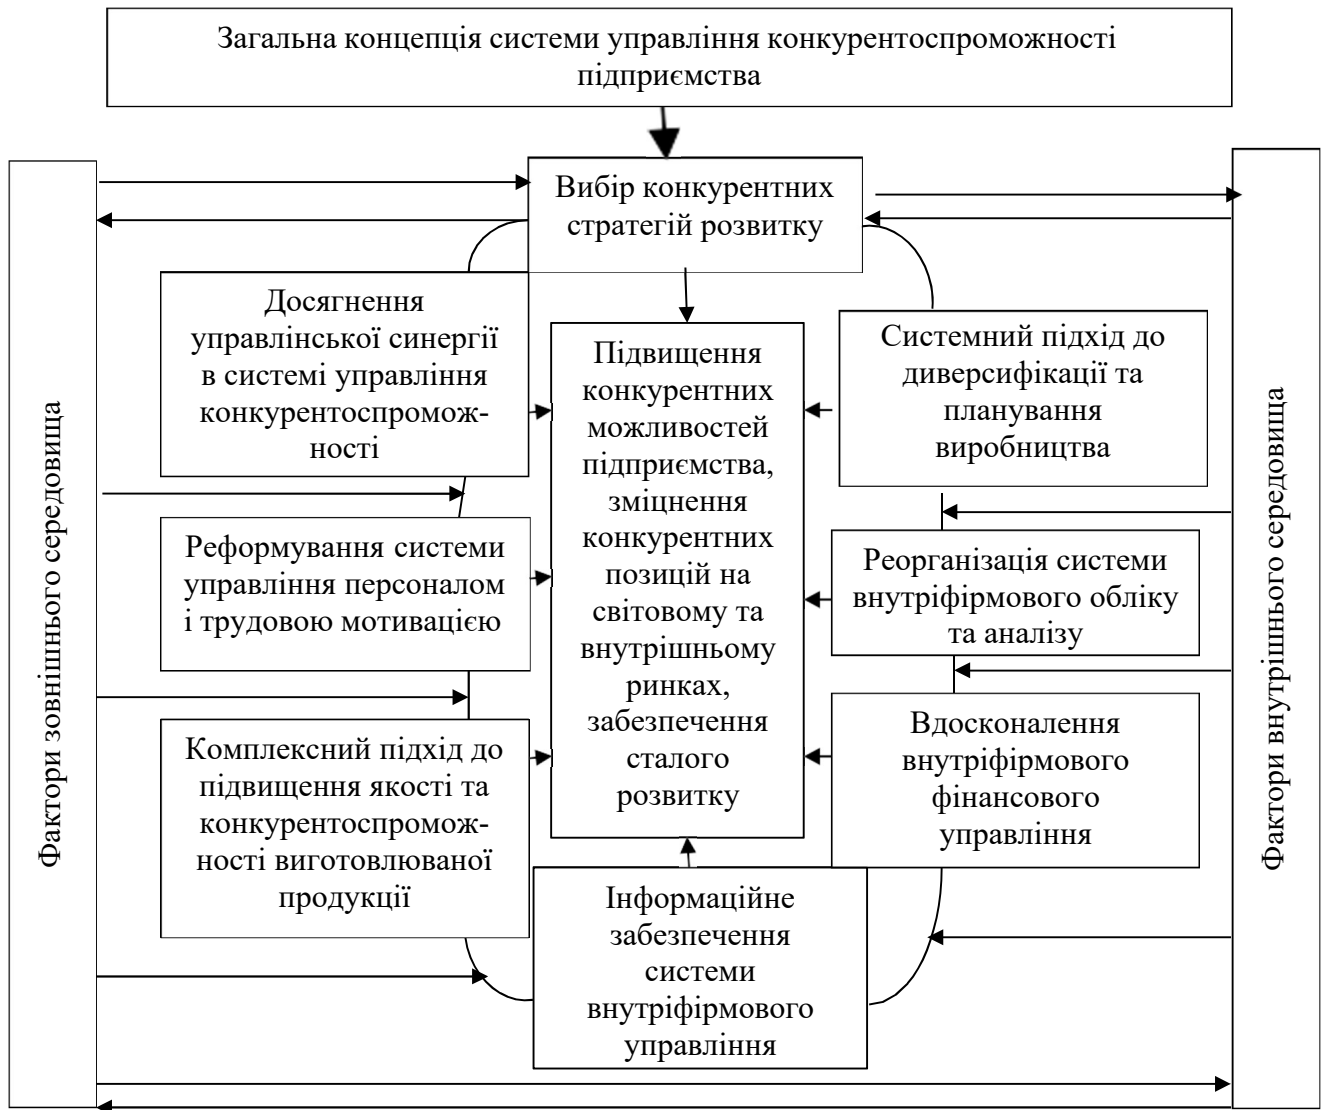 Загальна концепція системи управління конкурентоспроможності
підприємства
Вибір конкурентних
стратегій розвитку
Фактори зовнішнього середовища
Досягнення
управлінської синергії
в системі управління
конкурентоспромож-
ності
Реформування системи
управління персоналом
і трудовою мотивацією
Комплексний підхід до
підвищення якості та
конкурентоспромож-
ності виготовлюваної
продукції
Підвищення
конкурентних
можливостей
підприємства,
зміцнення
конкурентних
позицій на
світовому та
внутрішньому
ринках,
забезпечення
сталого
розвитку
Системний підхід до
диверсифікації та
планування
виробництва
Реорганізація системи
внутріфірмового обліку
та аналізу
Вдосконалення
внутріфірмового
фінансового
управління
Інформаційне
забезпечення
системи
внутріфірмового
управління
Фактори внутрішнього середовища